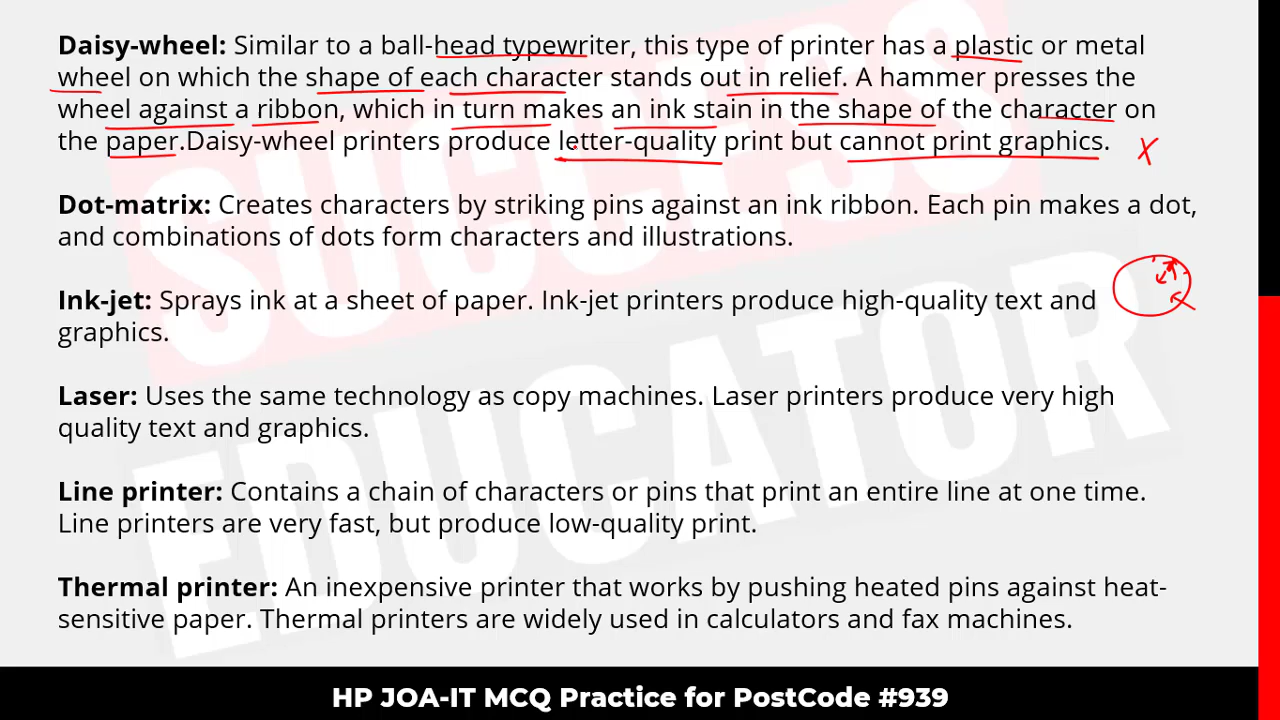 Daisy-wheel: Similar to a ball-head typewriter, this type of printer has a plastic or metal
wheel on which the shape of each character stands out in relief. A hammer presses the
wheel against a ribbon, which in turn makes an ink stain in the shape of the character on
the paper.Daisy-wheel printers produce letter-quality print but cannot print graphics.
Dot-matrix: Creates characters by striking pins against an ink ribbon. Each pin makes a dot,
and combinations of dots form characters and illustrations.
Ink-jet: Sprays ink at a sheet of paper. Ink-jet printers produce high-quality text and
graphics.
Laser: Uses the same technology as copy machines. Laser printers produce very high
quality text and graphics.
Line printer: Contains a chain of characters or pins that print an entire line at one time.
Line printers are very fast, but produce low-quality print.
Thermal printer: An inexpensive printer that works by pushing heated pins against heat-
sensitive paper. Thermal printers are widely used in calculators and fax machines.
SUCCESS
EDUCATOR
HP JOA-IT MCQ Practice for PostCode #939